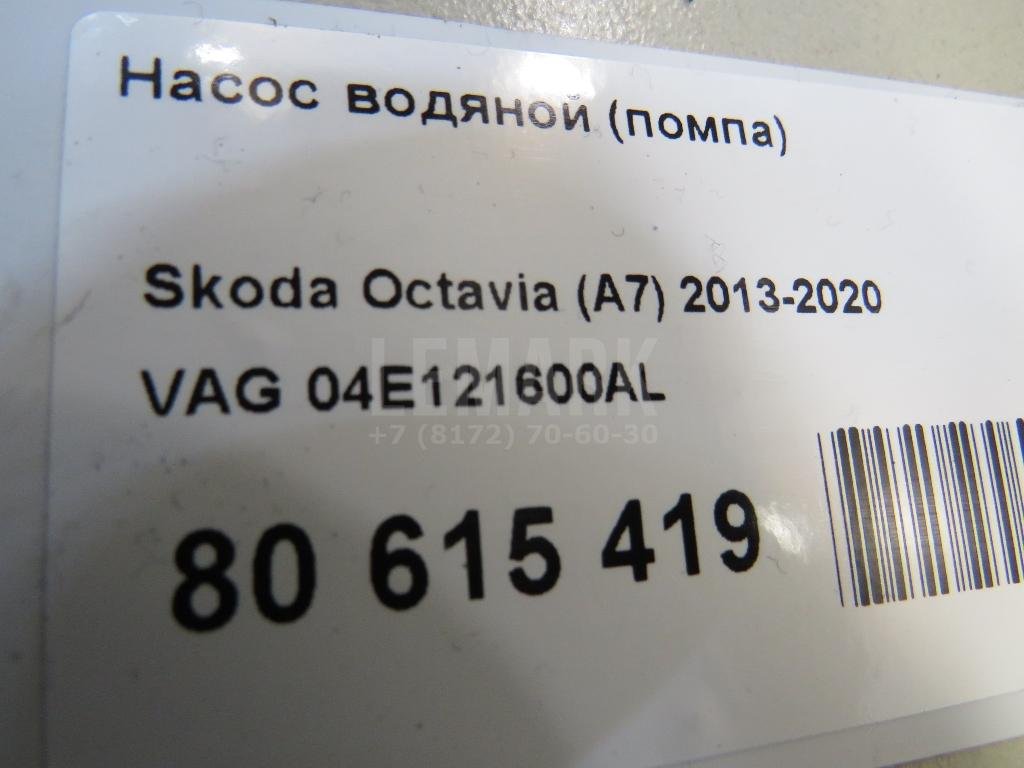 Насос водяной (помпа)
Skoda Octavia (A7) 2013-2020
LEMARK
VAG 04E121600AL
+7 (8172) 70-60-30
80 615 419